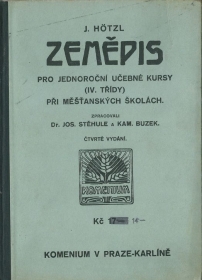 J. HÖTZL
ZEMĚPIS
PRO JEDNOROČNÍ UČEBNÉ KURSY
(IV. TŘÍDY)
PŘI MĚŠŤANSKÝCH ŠKOLÁCH.
ZPRACOVALI
Dr. JOS. STĚHULE A KAM. BUZEK.
ČTVRTÉ VYDÁNÍ.
KOMENIUM
Kč
KOMENIUM V PRAZE-KARLÍNĚ